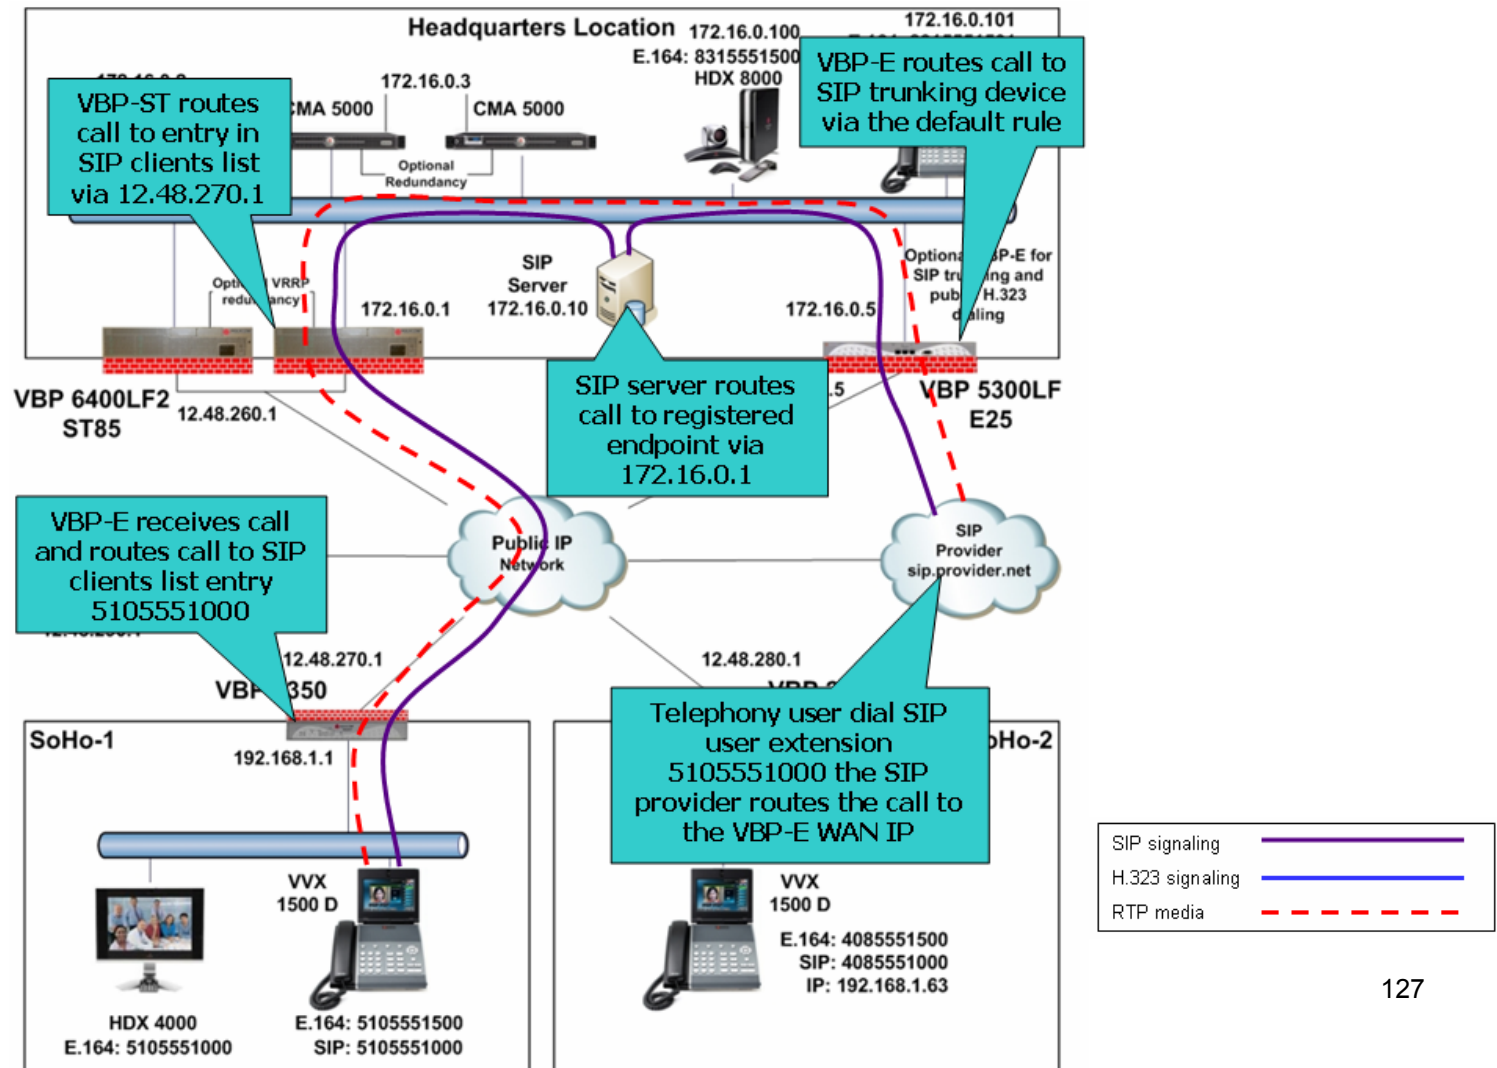 Headquarters Location
172.16.0.100
E.164: 8315551500
HDX 8000
172.16.0.101
VBP-E routes call to
SIP trunking device
via the default rule
VBP-ST routes
call to entry in
SIP clients list
via 12.48.270.1
172.16.0.3
CMA 5000
CMA 5000
Optional
Redundancy
SIP
Server
172.16.0.10
172.16.0.1
172.16.0.5
for
SIP and
H.323
VBP 6400LF2
ST85
12.48.260.1
SIP server routes
call to registered
endpoint via
172.16.0.1
.5
VBP 5300LF
E25
VBP-E receives call
and routes call to SIP
clients list entry
5105551000
Public IP
Network
SIP
Provider
sip.provider.net
12.48.270.1
350
12.48.280.1
Telephony user dial SIP
user extension
5105551000 the SIP
provider routes the call to
the VBP-E WAN IP
SoHo-1
192.168.1.1
oHo-2
VVX
1500 D
HDX 4000
E.164: 5105551000
E.164: 5105551500
SIP: 5105551000
VVX
1500 D
E.164: 4085551500
SIP: 4085551000
IP: 192.168.1.63
SIP signaling
H.323 signaling
RTP media
127